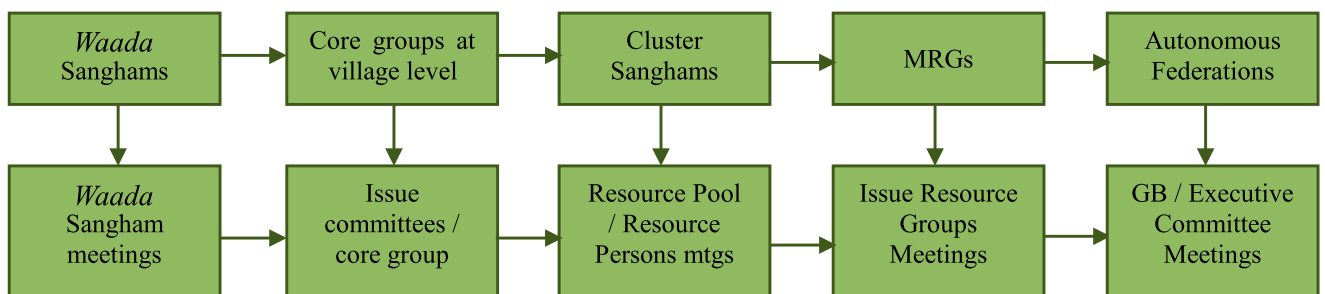 Waada
Sanghams
Core groups at
village level
Cluster
Sanghams
MRGs
Autonomous
Federations
Waada
Sangham
meetings
Issue
committees /
core group
Resource Pool
/ Resource
Persons mtgs
Issue Resource
Groups
Meetings
GB / Executive
Committee
Meetings